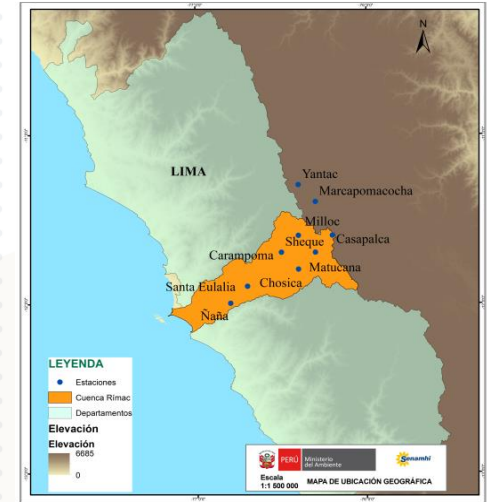 N
LIMA
Yantac
Marcapomacocha
Milloc
Sheque
Casapalca
Carampoma
Matucana
Santa Eulalia
Chosica
Ñaña
LEYENDA
Estaciones
Cuenca Rímac
Departamentos
Elevación
Elevación
6685
0
PERÚ
Ministerio
del Ambiente
Senamhi
Escala
1:1 500 000
MAPA DE UBICACIÓN GEOGRÁFICA